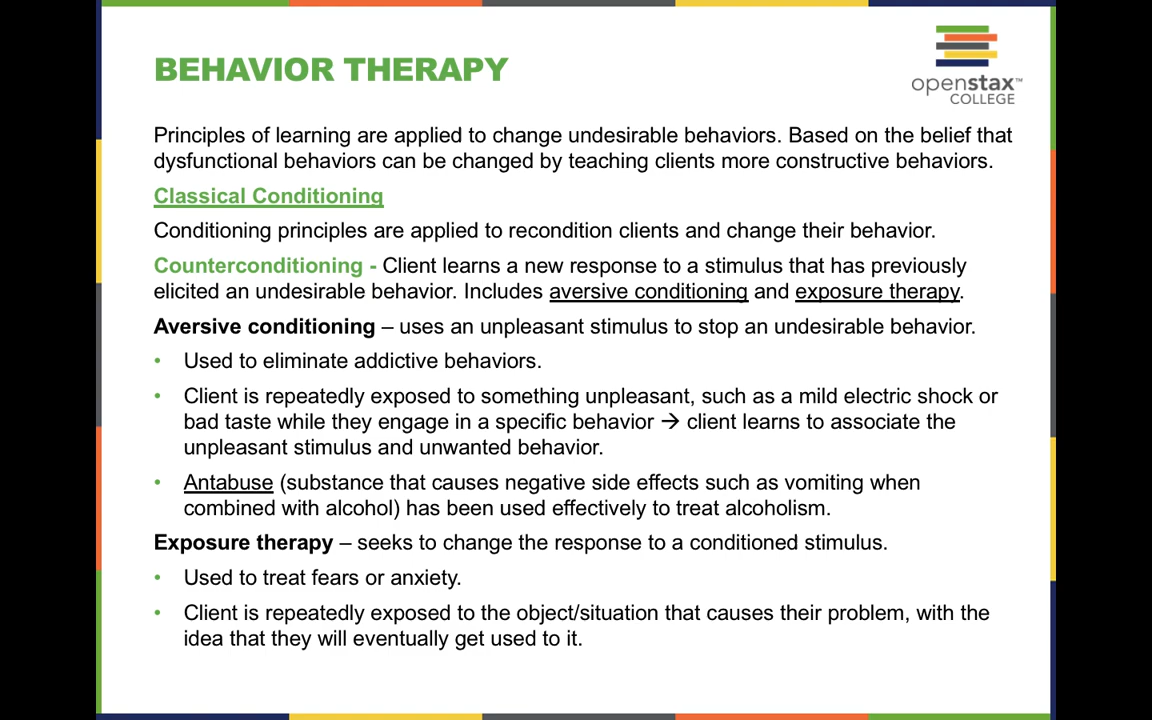 BEHAVIOR THERAPY
openstax™
COLLEGE
Principles of learning are applied to change undesirable behaviors. Based on the belief that
dysfunctional behaviors can be changed by teaching clients more constructive behaviors.
Classical Conditioning
Conditioning principles are applied to recondition clients and change their behavior.
Counterconditioning - Client learns a new response to a stimulus that has previously
elicited an undesirable behavior. Includes aversive conditioning and exposure therapy.
Aversive conditioning – uses an unpleasant stimulus to stop an undesirable behavior.
• Used to eliminate addictive behaviors.
• Client is repeatedly exposed to something unpleasant, such as a mild electric shock or
bad taste while they engage in a specific behavior → client learns to associate the
unpleasant stimulus and unwanted behavior.
• Antabuse (substance that causes negative side effects such as vomiting when
combined with alcohol) has been used effectively to treat alcoholism.
Exposure therapy – seeks to change the response to a conditioned stimulus.
• Used to treat fears or anxiety.
• Client is repeatedly exposed to the object/situation that causes their problem, with the
idea that they will eventually get used to it.